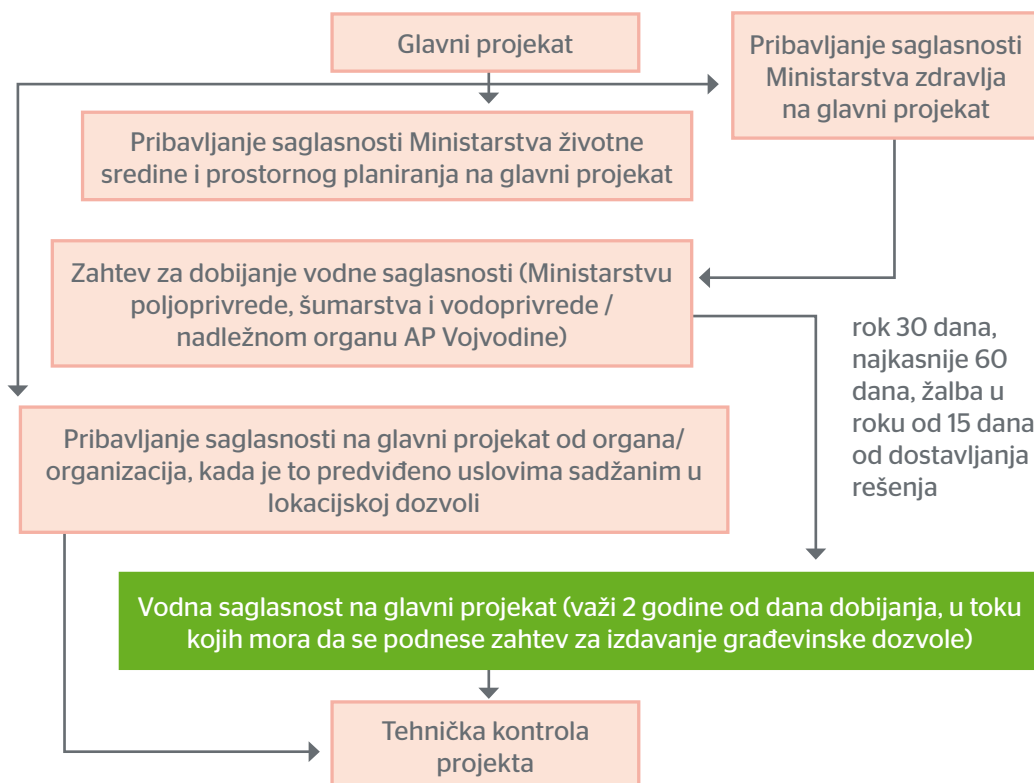 Glavni projekat
Pribavljanje saglasnosti
Ministarstva zdravlja
na glavni projekat
Pribavljanje saglasnosti Ministarstva životne
sredine i prostornog planiranja na glavni projekat
Zahtev za dobijanje vodne saglasnosti (Ministarstvu
poljoprivrede, šumarstva i vodoprivrede /
nadležnom organu AP Vojvodine)
rok 30 dana,
najkasnije 60
dana, žalba u
roku od 15 dana
od dostavljanja
rešenja
Pribavljanje saglasnosti na glavni projekat od organa/
organizacija, kada je to predviđeno uslovima sadžanim u
lokacijskoj dozvoli
Vodna saglasnost na glavni projekat (važi 2 godine od dana dobijanja, u toku
kojih mora da se podnese zahtev za izdavanje građevinske dozvole)
Tehnička kontrola
projekta